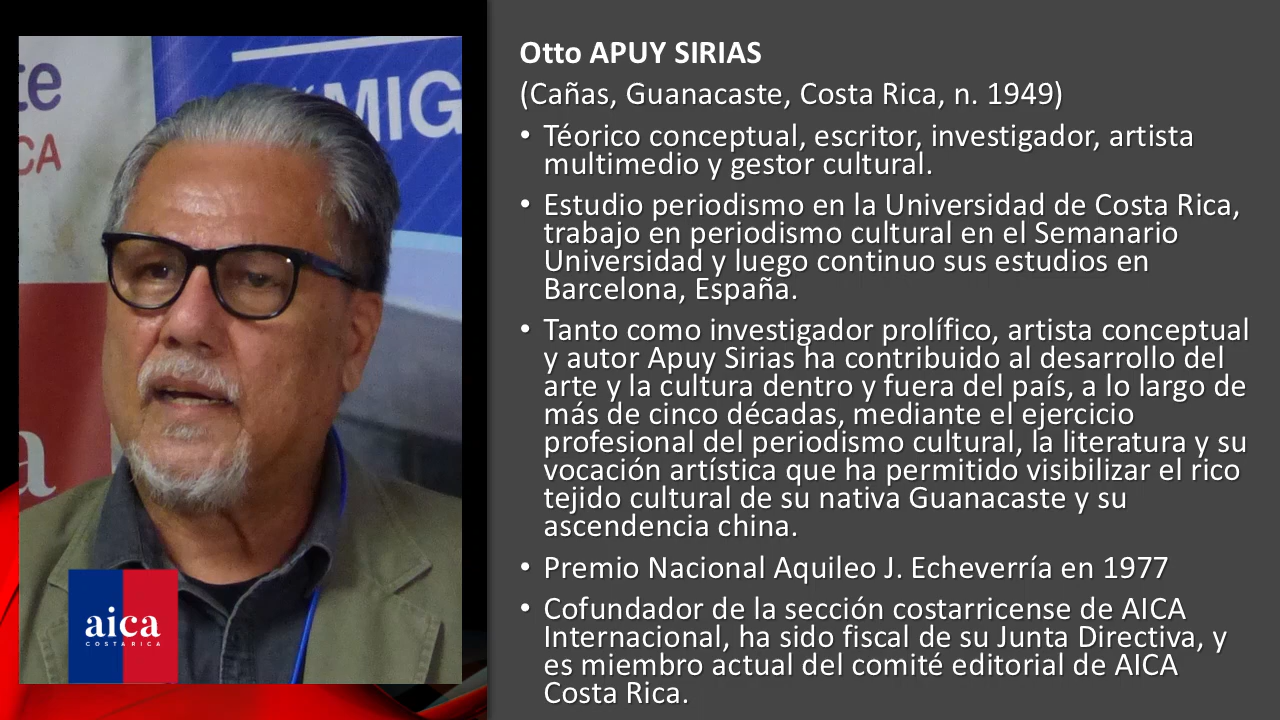 te
CA
"MIG
a
aica
COSTARICA
Otto APUY SIRIAS
(Cañas, Guanacaste, Costa Rica, n. 1949)
• Téorico conceptual, escritor, investigador, artista
multimedio y gestor cultural.
• Estudio periodismo en la Universidad de Costa Rica,
trabajo en periodismo cultural en el Semanario
Universidad y luego continuo sus estudios en
Barcelona, España.
• Tanto como investigador prolífico, artista conceptual
y autor Apuy Sirias ha contribuido al desarrollo del
arte y la cultura dentro y fuera del país, a lo largo de
más de cinco décadas, mediante el ejercicio
profesional del periodismo cultural, la literatura y su
vocación artística que ha permitido visibilizar el rico
tejido cultural de su nativa Guanacaste y su
ascendencia china.
• Premio Nacional Aquileo J. Echeverría en 1977
• Cofundador de la sección costarricense de AICA
Internacional, ha sido fiscal de su Junta Directiva, y
es miembro actual del comité editorial de AICA
Costa Rica.